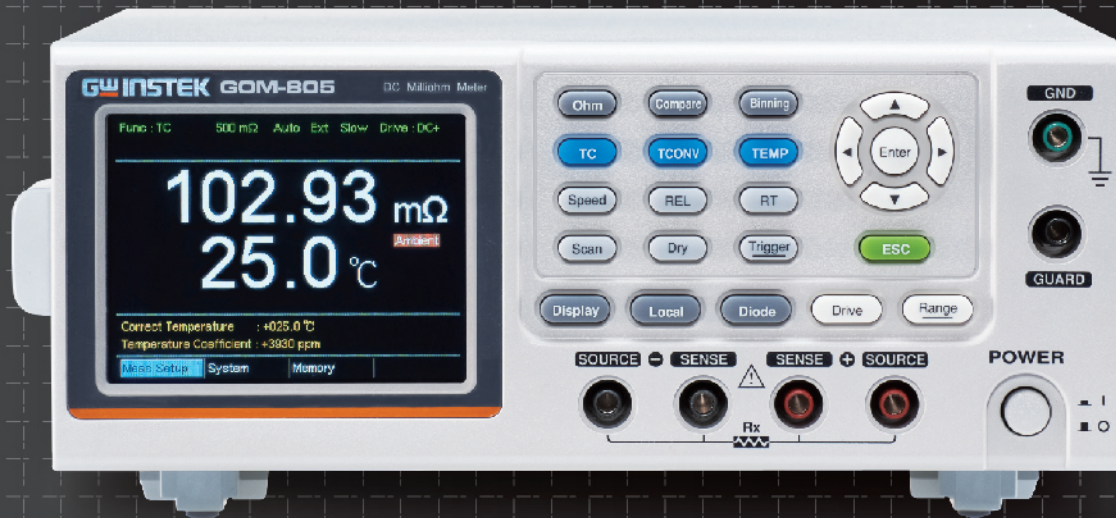 GW INSTEK GOM-805 DC Milliohm Meter
Func : TC 500 mΩ Auto Ext Slow Drive : DC+
102.93 mΩ
Ambient
25.0 °C
Correct Temperature : +025.0 °C
Temperature Coefficient : +3930 ppm
Meas Setup System Memory
Ohm Compare Binning
TC TCONV TEMP
Enter
Speed REL RT
Scan Dry Trigger
ESC
Display Local Diode Drive Range
GND
GUARD
SOURCE - SENSE SENSE + SOURCE
Rx
POWER
I
O